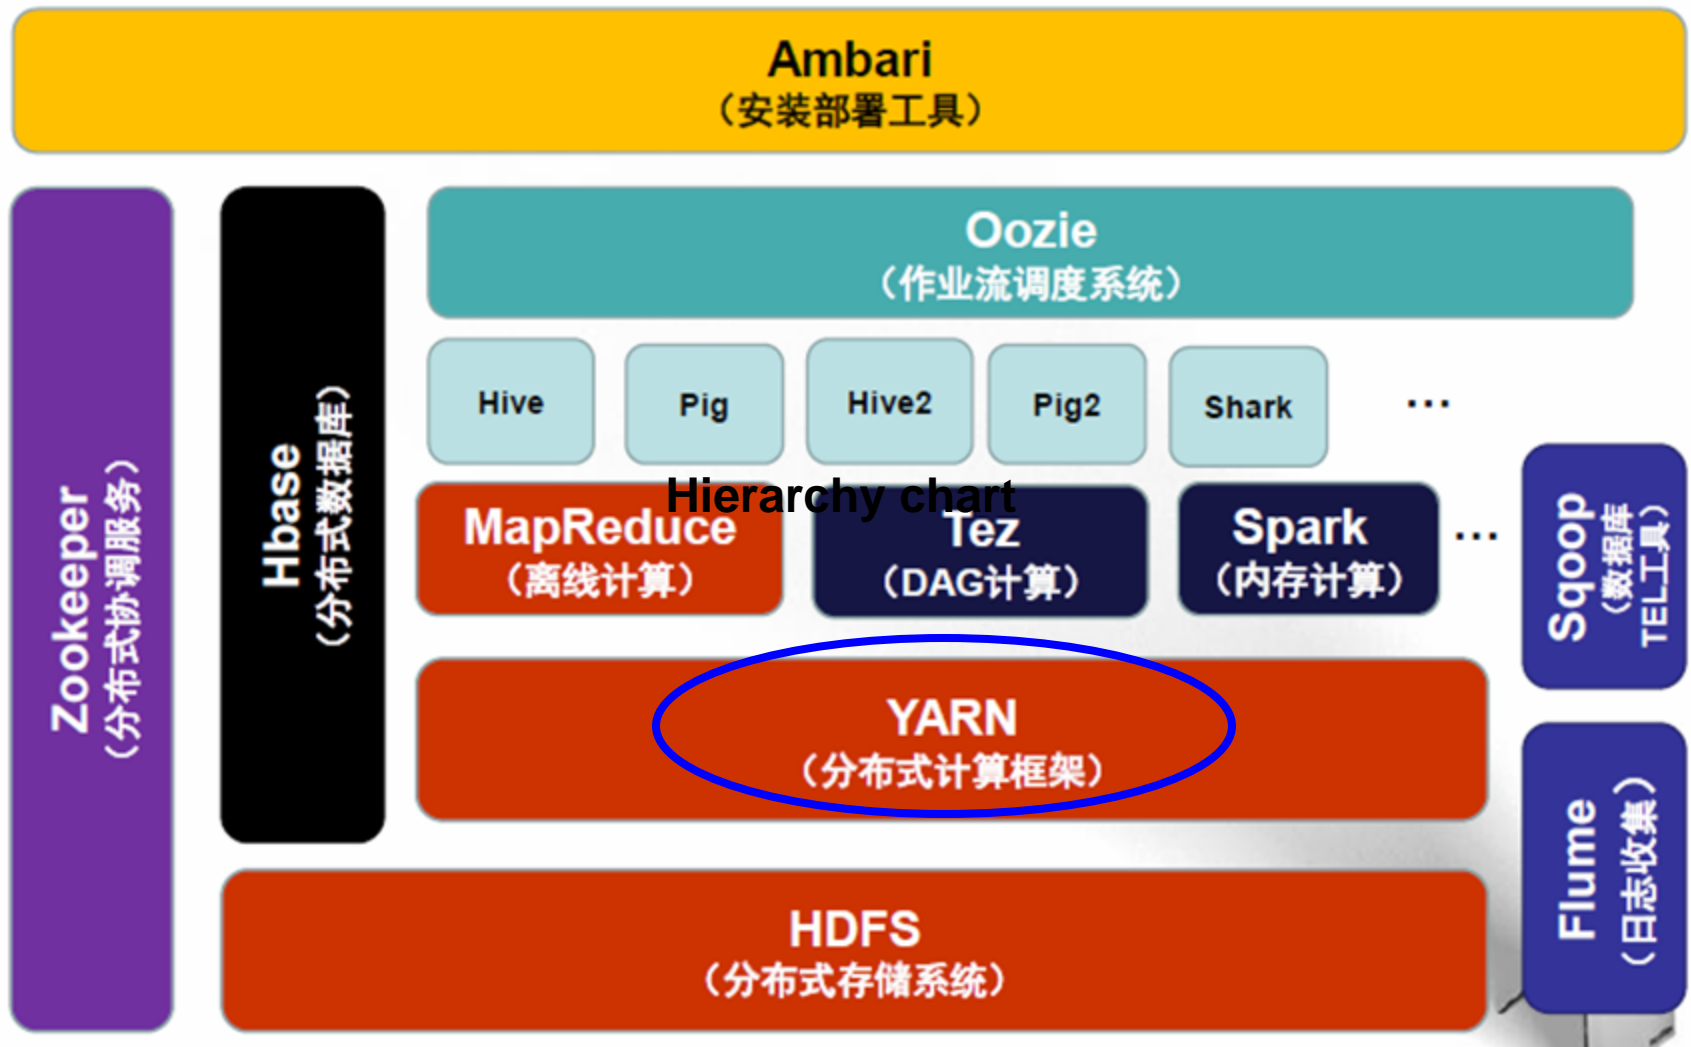 Ambari
（安装部署工具）
Zookeeper
（分布式协调服务）
Hbase
（分布式数据库）
Oozie
（作业流调度系统）
Hive
Pig
Hive2
Pig2
Shark
...
Hierarchy chart
MapReduce
（离线计算）
Tez
（DAG计算）
Spark
（内存计算）
...
Sqoop
（数据库
TEL工具）
YARN
（分布式计算框架）
Flume
（日志收集）
HDFS
（分布式存储系统）